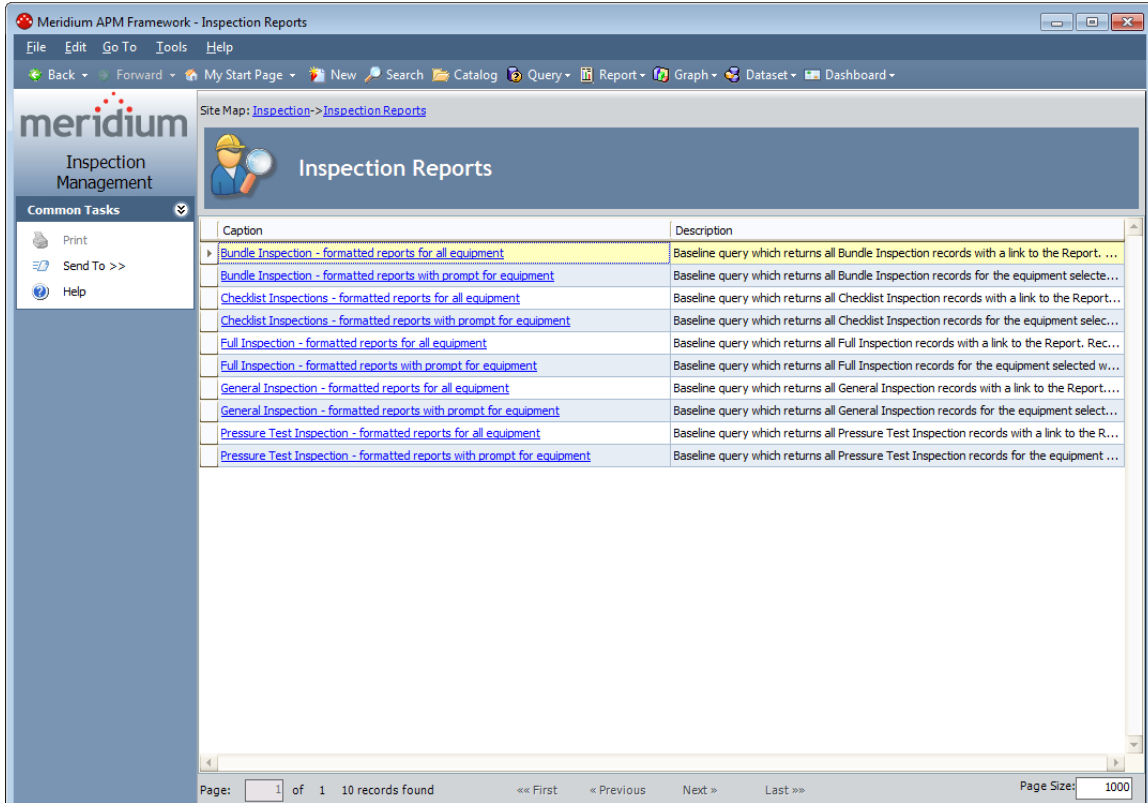 Meridium APM Framework - Inspection Reports
File Edit Go To Tools Help
Back Forward My Start Page New Search Catalog Query Report Graph Dataset Dashboard
meridium
Inspection
Management
Common Tasks
Print
Send To >>
Help
Site Map: Inspection->Inspection Reports
Inspection Reports
Caption Description
Bundle Inspection - formatted reports for all equipment Baseline query which returns all Bundle Inspection records with a link to the Report. ...
Bundle Inspection - formatted reports with prompt for equipment Baseline query which returns all Bundle Inspection records for the equipment selecte...
Checklist Inspections - formatted reports for all equipment Baseline query which returns all Checklist Inspection records with a link to the Report...
Checklist Inspections - formatted reports with prompt for equipment Baseline query which returns all Checklist Inspection records for the equipment selec...
Full Inspection - formatted reports for all equipment Baseline query which returns all Full Inspection records with a link to the Report. Rec...
Full Inspection - formatted reports with prompt for equipment Baseline query which returns all Full Inspection records for the equipment selected w...
General Inspection - formatted reports for all equipment Baseline query which returns all General Inspection records with a link to the Report....
General Inspection - formatted reports with prompt for equipment Baseline query which returns all General Inspection records for the equipment select...
Pressure Test Inspection - formatted reports for all equipment Baseline query which returns all Pressure Test Inspection records with a link to the R...
Pressure Test Inspection - formatted reports with prompt for equipment Baseline query which returns all Pressure Test Inspection records for the equipment ...
Page: 1 of 1 10 records found «« First « Previous Next » Last »» Page Size: 1000